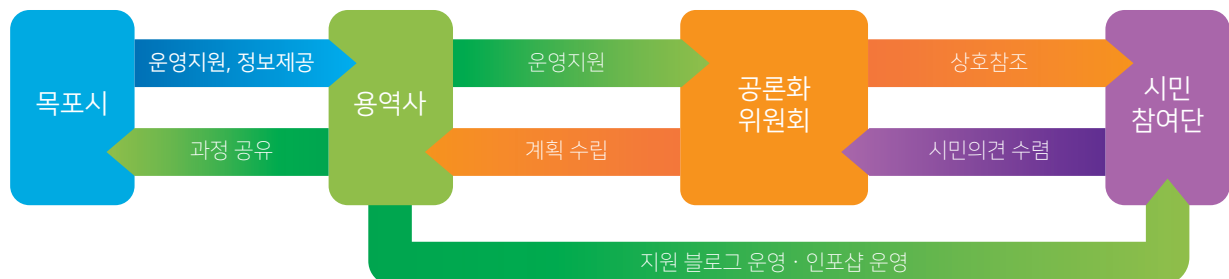 목포시
운영지원, 정보제공
과정 공유
용역사
운영지원
계획 수립
공론화
위원회
상호참조
시민의견 수렴
시민
참여단
지원 블로그 운영 · 인포샵 운영